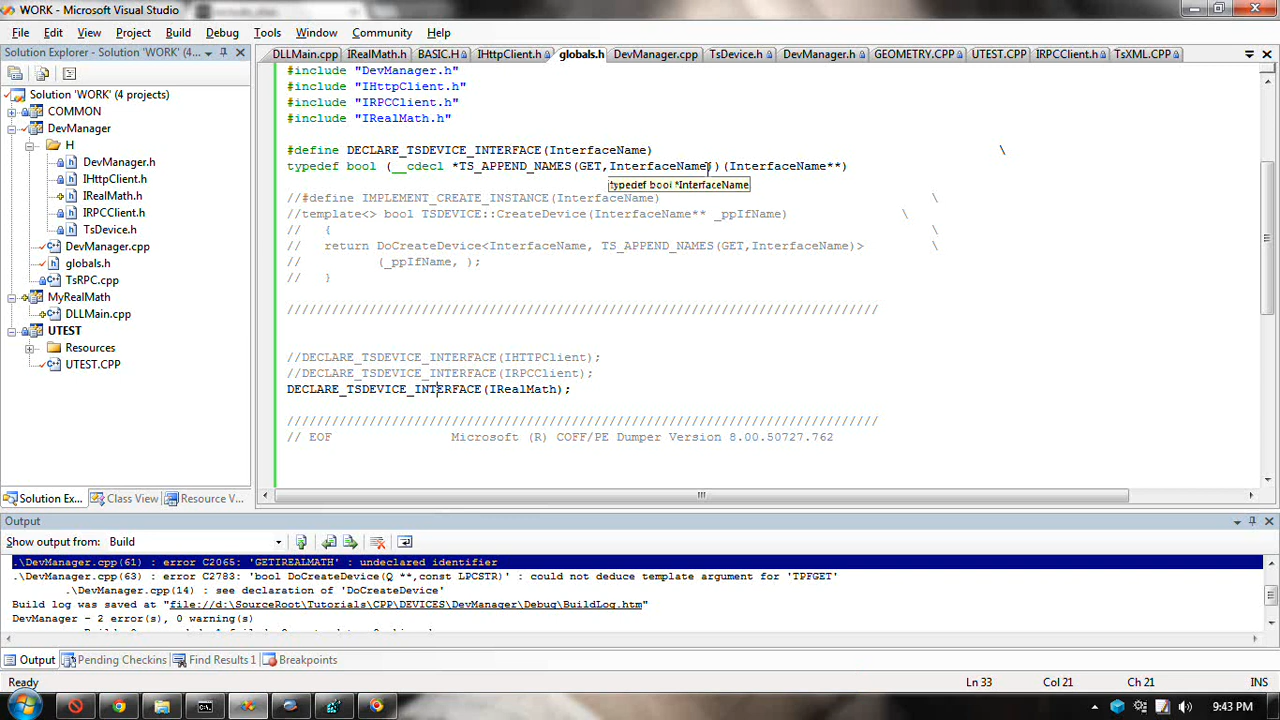 WORK - Microsoft Visual Studio
File Edit View Project Build Debug Tools Window Community Help
Solution Explorer - Solution 'WORK' (4 projects)
DLLMain.cpp IRealMath.h BASIC.H IHttpClient.h globals.h DevManager.cpp TsDevice.h DevManager.h GEOMETRY.CPP UTEST.CPP IRPCClient.h TsXML.CPP
Solution 'WORK' (4 projects)
COMMON
DevManager
H
DevManager.h
IHttpClient.h
IRealMath.h
IRPCClient.h
TsDevice.h
DevManager.cpp
globals.h
TsRPC.cpp
MyRealMath
DLLMain.cpp
UTEST
Resources
UTEST.CPP
Solution Ex... Class View Resource V...
#include "DevManager.h"
#include "IHttpClient.h"
#include "IRPCClient.h"
#include "IRealMath.h"
#define DECLARE_TSDEVICE_INTERFACE(InterfaceName) \
typedef bool (__cdecl *TS_APPEND_NAMES(GET,InterfaceName))(InterfaceName**)
typedef bool *InterfaceName
//#define IMPLEMENT_CREATE_INSTANCE(InterfaceName) \
//template<> bool TSDEVICE::CreateDevice(InterfaceName** _ppIfName) \
// { \
// return DoCreateDevice<InterfaceName, TS_APPEND_NAMES(GET,InterfaceName)> \
// (_ppIfName, );
// }
////////////////////////////////////////////////////////////////////////////////
//DECLARE_TSDEVICE_INTERFACE(IHTTPClient);
//DECLARE_TSDEVICE_INTERFACE(IRPCClient);
DECLARE_TSDEVICE_INTERFACE(IRealMath);
////////////////////////////////////////////////////////////////////////////////
// EOF Microsoft (R) COFF/PE Dumper Version 8.00.50727.762
Output
Show output from: Build
.\DevManager.cpp(61) : error C2065: 'GETIREALMATH' : undeclared identifier
.\DevManager.cpp(63) : error C2783: 'bool DoCreateDevice(Q **,const LPCSTR)' : could not deduce template argument for 'TPFGET'
.\DevManager.cpp(14) : see declaration of 'DoCreateDevice'
Build log was saved at "file://d:\SourceRoot\Tutorials\CPP\DEVICES\DevManager\Debug\BuildLog.htm"
DevManager - 2 error(s), 0 warning(s)
Output Pending Checkins Find Results 1 Breakpoints
Ready Ln 33 Col 21 Ch 21 INS
9:43 PM